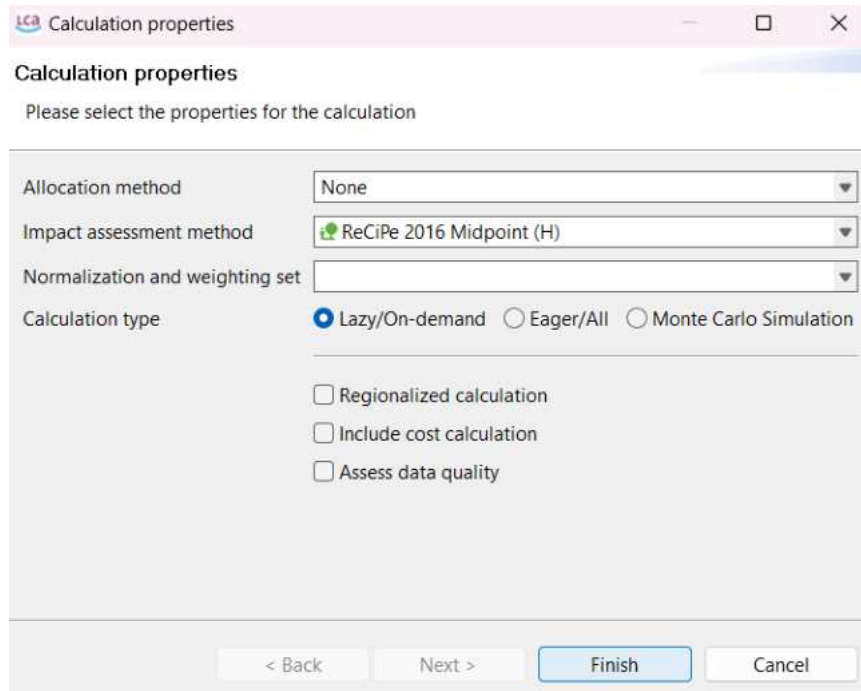 LCA Calculation properties
Calculation properties
Please select the properties for the calculation
Allocation method None
Impact assessment method ReCiPe 2016 Midpoint (H)
Normalization and weighting set
Calculation type Lazy/On-demand Eager/All Monte Carlo Simulation
Regionalized calculation
Include cost calculation
Assess data quality
< Back Next > Finish Cancel